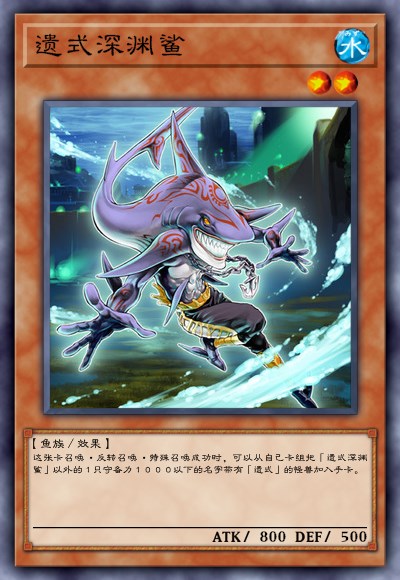 遗式深渊鲨
水
【鱼族／效果】
这张卡召唤·反转召唤·特殊召唤成功时，可以从自己卡组把「遗式深渊
鲨」以外的1只守备力1000以下的名字带有「遗式」的怪兽加入手卡。
ATK/ 800 DEF/ 500